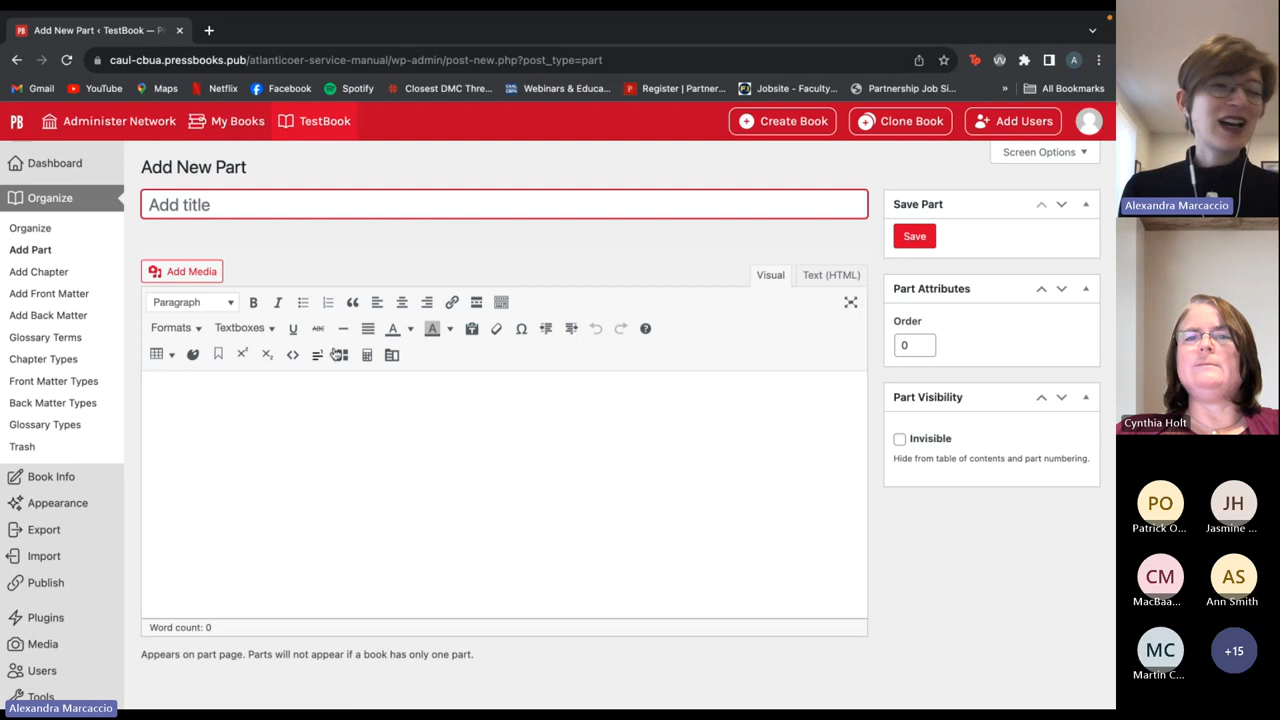 Add New Part ‹ TestBook — P
caul-cbua.pressbooks.pub/atlanticoer-service-manual/wp-admin/post-new.php?post_type=part
A
Gmail YouTube Maps Netflix Facebook Spotify Closest DMC Thre... Webinars & Educa... Register | Partner... Jobsite - Faculty... Partnership Job Si... » All Bookmarks
PB Administer Network My Books TestBook Create Book Clone Book Add Users
Screen Options
Dashboard
Organize
Organize
Add Part
Add Chapter
Add Front Matter
Add Back Matter
Glossary Terms
Chapter Types
Front Matter Types
Back Matter Types
Glossary Types
Trash
Book Info
Appearance
Export
Import
Publish
Plugins
Media
Users
Tools
Alexandra Marcaccio
Add New Part
Add title
Add Media
Visual Text (HTML)
Paragraph
Formats Textboxes
Word count: 0
Appears on part page. Parts will not appear if a book has only one part.
Save Part
Save
Part Attributes
Order
0
Part Visibility
Invisible
Hide from table of contents and part numbering.
Alexandra Marcaccio
Cynthia Holt
PO JH
Patrick O... Jasmine ...
CM AS
MacBaa... Ann Smith
MC +15
Martin C...